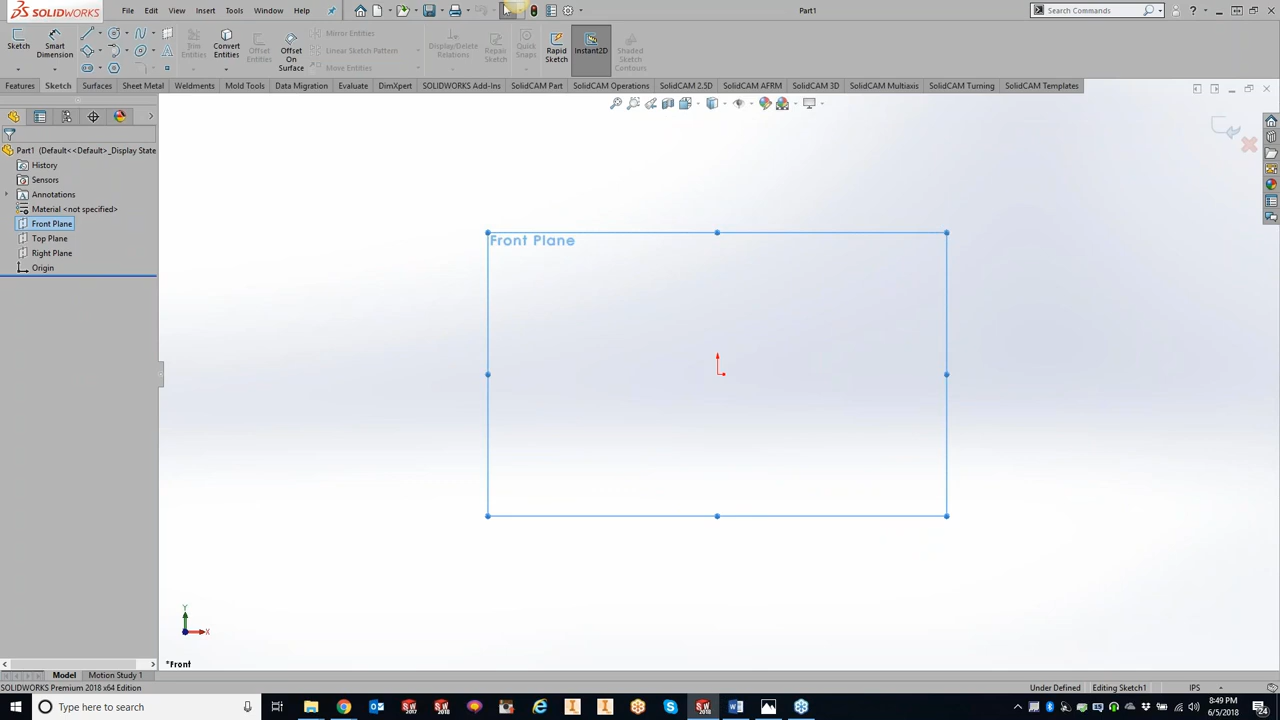 SOLIDWORKS
File
Edit
View
Insert
Tools
Window
Help
Part1
Search Commands
Sketch
Smart Dimension
Trim Entities
Convert Entities
Offset Entities
Offset On Surface
Mirror Entities
Linear Sketch Pattern
Move Entities
Display/Delete Relations
Repair Sketch
Quick Snaps
Rapid Sketch
Instant2D
Shaded Sketch Contours
Features
Sketch
Surfaces
Sheet Metal
Weldments
Mold Tools
Data Migration
Evaluate
DimXpert
SOLIDWORKS Add-Ins
SolidCAM Part
SolidCAM Operations
SolidCAM 2.5D
SolidCAM AFRM
SolidCAM 3D
SolidCAM Multiaxis
SolidCAM Turning
SolidCAM Templates
Part1 (Default<<Default>_Display State
History
Sensors
Annotations
Material <not specified>
Front Plane
Top Plane
Right Plane
Origin
Front Plane
Y
X
*Front
Model
Motion Study 1
SOLIDWORKS Premium 2018 x64 Edition
Under Defined
Editing Sketch1
IPS
Type here to search
8:49 PM
6/5/2018